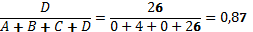 D/(A + B + C + D) = 26/(0 + 4 + 0 + 26) = 0,87